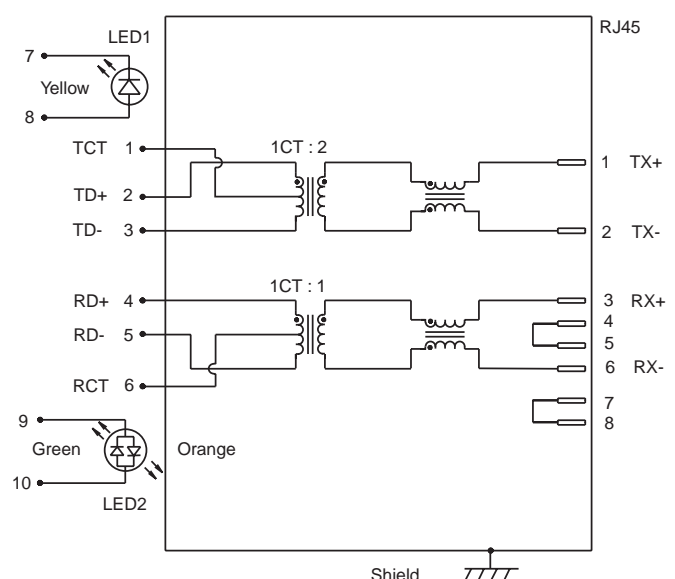 LED1
RJ45
7
Yellow
8
TCT 1
1CT : 2
1 TX+
TD+ 2
TD- 3
2 TX-
1CT : 1
RD+ 4
3 RX+
4
RD- 5
5
6 RX-
RCT 6
7
8
9
Green
Orange
10
LED2
Shield